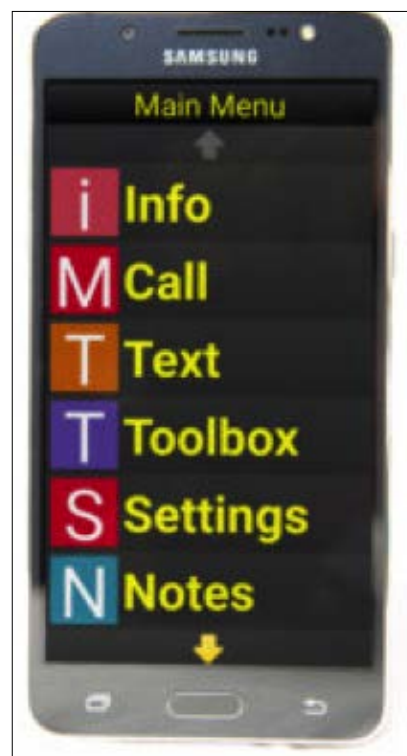 SAMSUNG
Main Menu
i Info
M Call
T Text
T Toolbox
S Settings
N Notes